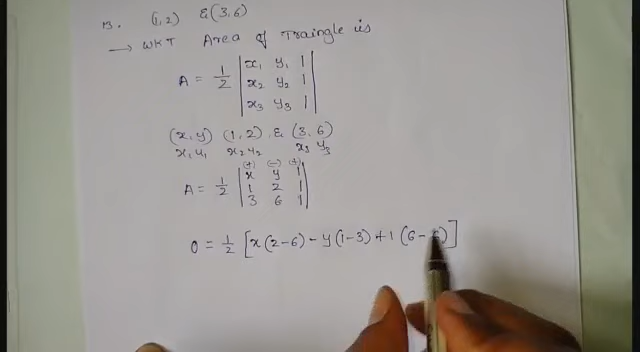 13. (1,2) & (3,6)
→ WKT Area of Traingle is
A = 1/2 | x₁ y₁ 1 |
| x₂ y₂ 1 |
| x₃ y₃ 1 |
(x,y) (1,2) & (3,6)
x₁ y₁ x₂ y₂ x₃ y₃
(+) (−) (+)
A = 1/2 | x y 1 |
| 1 2 1 |
| 3 6 1 |
0 = 1/2 [x(2−6) − y(1−3) + 1(6−6)]